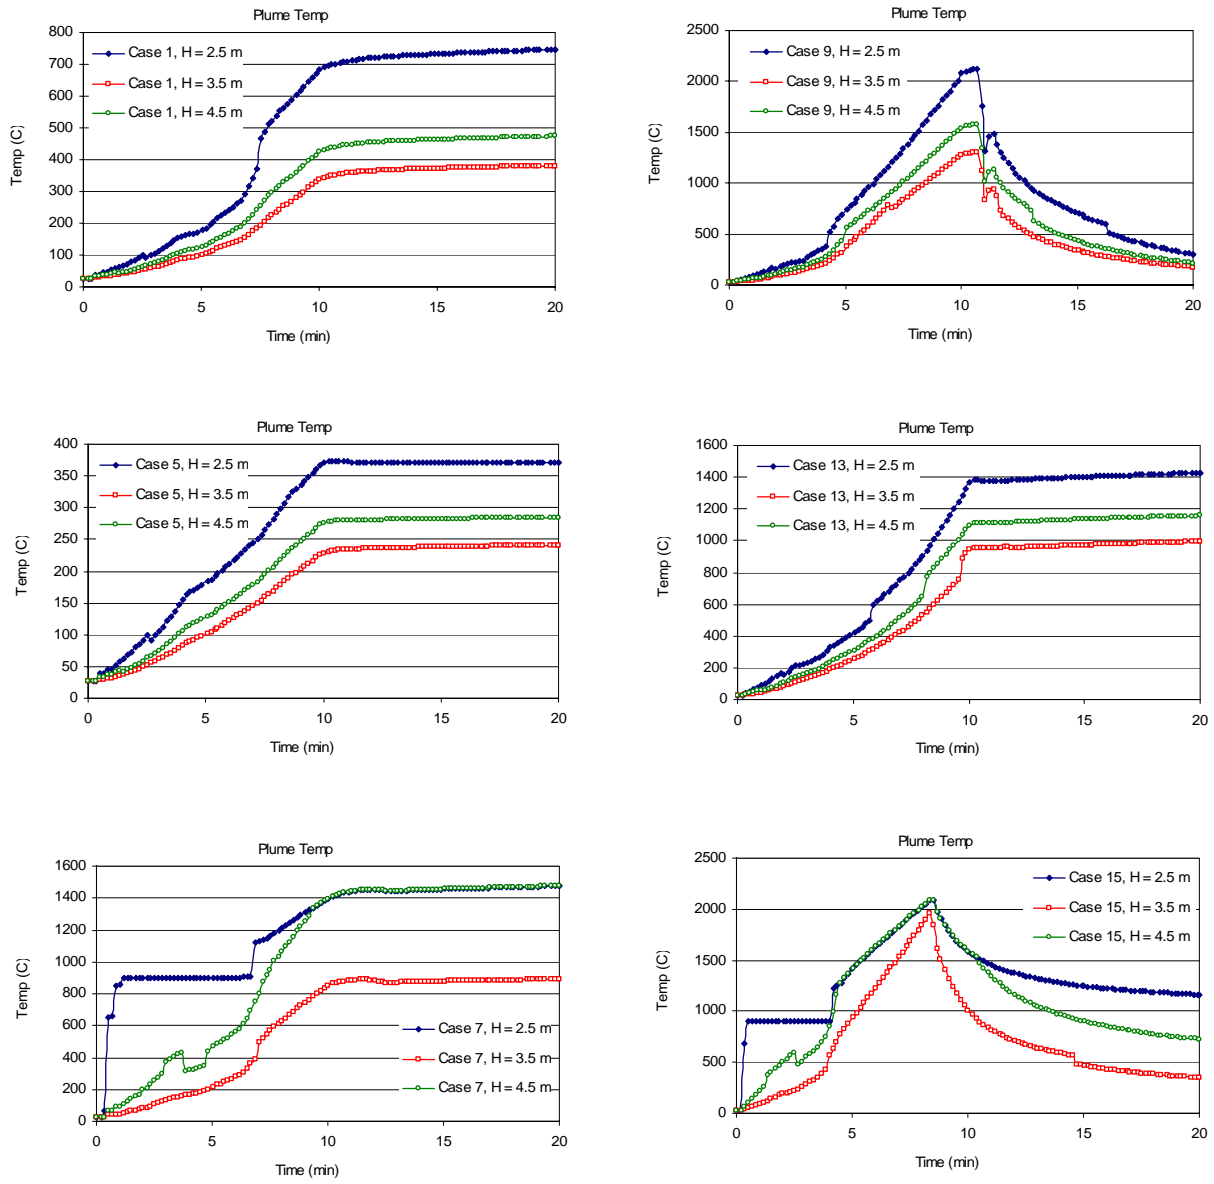 Plume Temp
800
700
600
500
400
300
200
100
0
Temp (C)
Case 1, H = 2.5 m
Case 1, H = 3.5 m
Case 1, H = 4.5 m
0 5 10 15 20
Time (min)
Plume Temp
2500
2000
1500
1000
500
0
Temp (C)
Case 9, H = 2.5 m
Case 9, H = 3.5 m
Case 9, H = 4.5 m
0 5 10 15 20
Time (min)
Plume Temp
400
350
300
250
200
150
100
50
0
Temp (C)
Case 5, H = 2.5 m
Case 5, H = 3.5 m
Case 5, H = 4.5 m
0 5 10 15 20
Time (min)
Plume Temp
1600
1400
1200
1000
800
600
400
200
0
Temp (C)
Case 13, H = 2.5 m
Case 13, H = 3.5 m
Case 13, H = 4.5 m
0 5 10 15 20
Time (min)
Plume Temp
1600
1400
1200
1000
800
600
400
200
0
Temp (C)
Case 7, H = 2.5 m
Case 7, H = 3.5 m
Case 7, H = 4.5 m
0 5 10 15 20
Time (min)
Plume Temp
2500
2000
1500
1000
500
0
Temp (C)
Case 15, H = 2.5 m
Case 15, H = 3.5 m
Case 15, H = 4.5 m
0 5 10 15 20
Time (min)